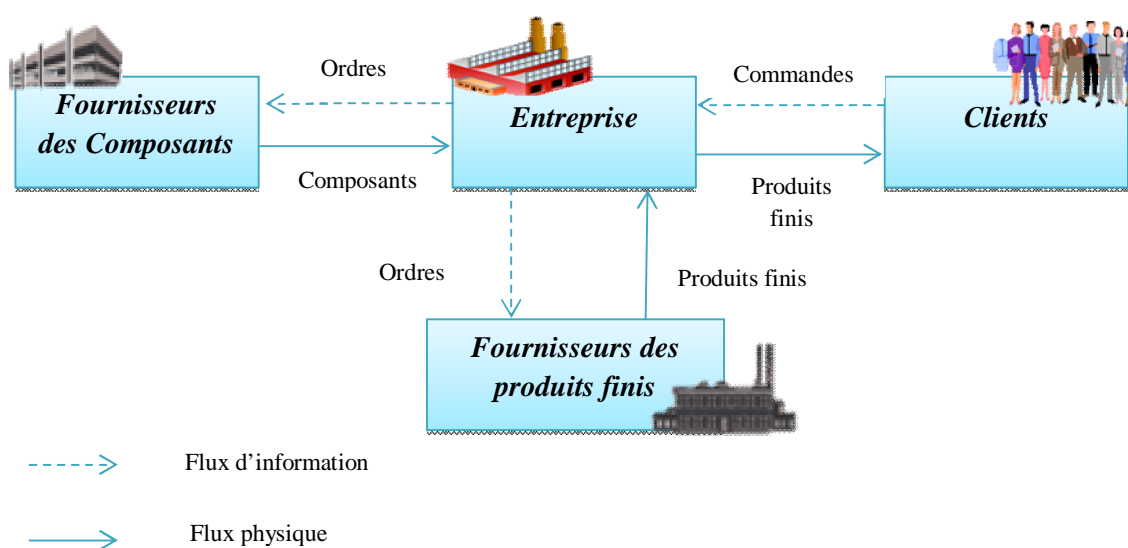 Ordres
Commandes
Fournisseurs
des Composants
Entreprise
Clients
Composants
Produits
finis
Ordres
Produits finis
Fournisseurs des
produits finis
Flux d’information
Flux physique